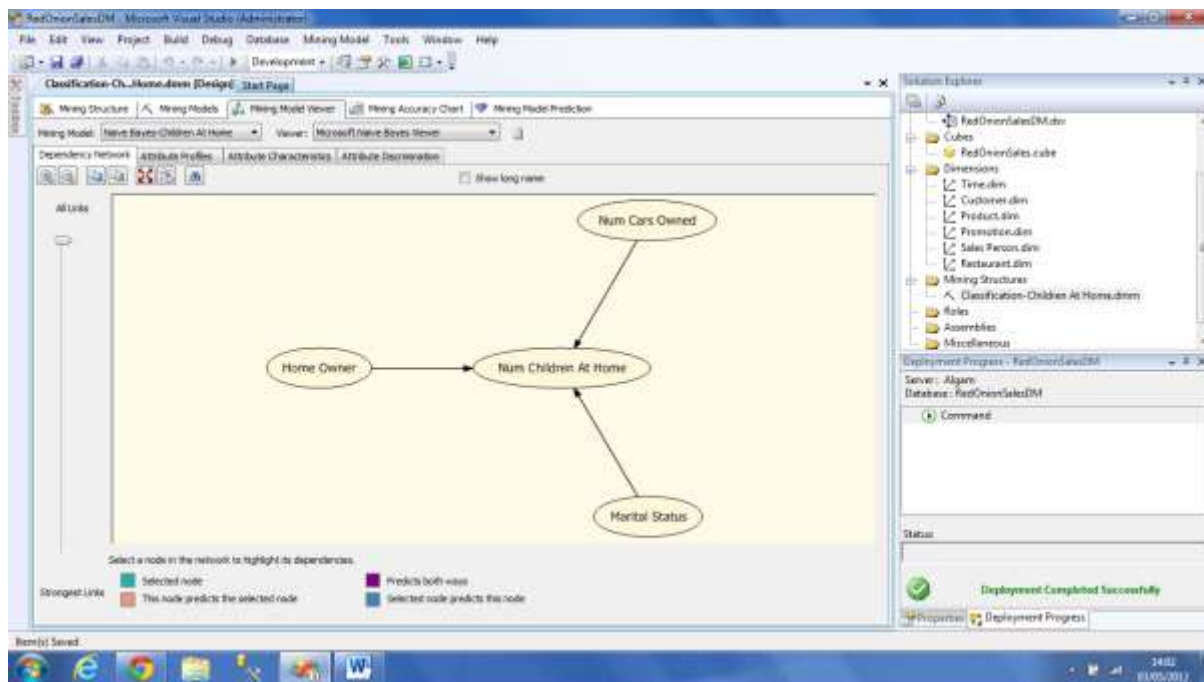 RedOnionSalesDM - Microsoft Visual Studio (Administrator)
File Edit View Project Build Debug Database Mining Model Tools Window Help
Development
Classification-Ch...Home.dmm [Design] Start Page
Mining Structure Mining Models Mining Model Viewer Mining Accuracy Chart Mining Model Prediction
Mining Model: Naive Bayes-Children At Home Viewer: Microsoft Naive Bayes Viewer
Dependency Network Attribute Profiles Attribute Characteristics Attribute Discrimination
Show long name
All Links
Num Cars Owned
Home Owner
Num Children At Home
Marital Status
Select a node in the network to highlight its dependencies.
Strongest Links
Selected node
Predicts both ways
This node predicts the selected node
Selected node predicts this node
Item(s) Saved
Toolbox
Solution Explorer
RedOnionSalesDM.dsv
Cubes
RedOnionSales.cube
Dimensions
Time.dim
Customer.dim
Product.dim
Promotion.dim
Sales Person.dim
Restaurant.dim
Mining Structures
Classification-Children At Home.dmm
Roles
Assemblies
Miscellaneous
Deployment Progress - RedOnionSalesDM
Server: Algam
Database: RedOnionSalesDM
Command
Status
Deployment Completed Successfully
Properties Deployment Progress
W
14:02